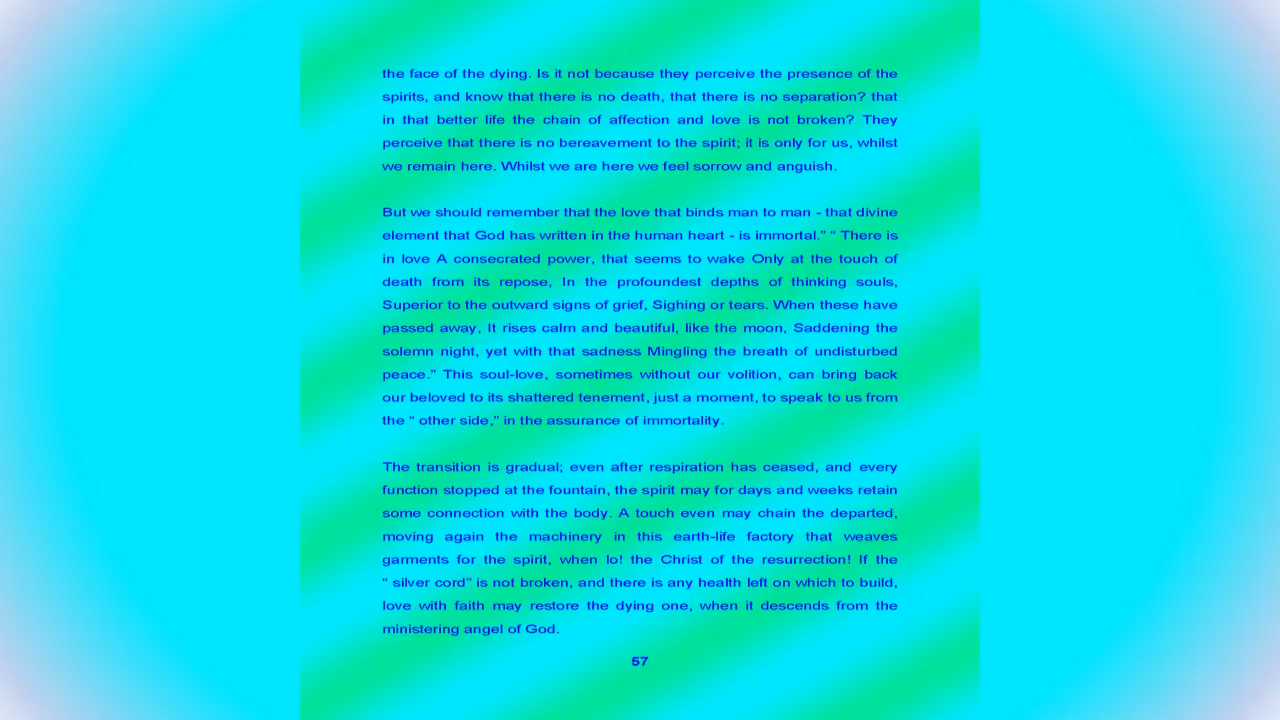 the face of the dying. Is it not because they perceive the presence of the
spirits, and know that there is no death, that there is no separation? that
in that better life the chain of affection and love is not broken? They
perceive that there is no bereavement to the spirit; it is only for us, whilst
we remain here. Whilst we are here we feel sorrow and anguish.
But we should remember that the love that binds man to man - that divine
element that God has written in the human heart - is immortal.” “ There is
in love A consecrated power, that seems to wake Only at the touch of
death from its repose, In the profoundest depths of thinking souls,
Superior to the outward signs of grief, Sighing or tears. When these have
passed away, It rises calm and beautiful, like the moon, Saddening the
solemn night, yet with that sadness Mingling the breath of undisturbed
peace.” This soul-love, sometimes without our volition, can bring back
our beloved to its shattered tenement, just a moment, to speak to us from
the “ other side,” in the assurance of immortality.
The transition is gradual; even after respiration has ceased, and every
function stopped at the fountain, the spirit may for days and weeks retain
some connection with the body. A touch even may chain the departed,
moving again the machinery in this earth-life factory that weaves
garments for the spirit, when lo! the Christ of the resurrection! If the
“ silver cord” is not broken, and there is any health left on which to build,
love with faith may restore the dying one, when it descends from the
ministering angel of God.
57